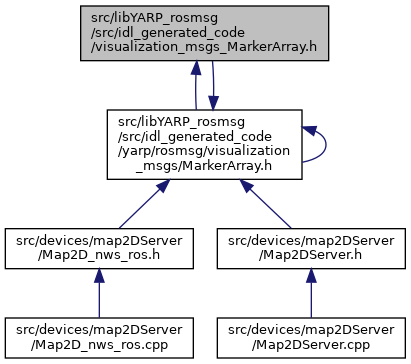 src/libYARP_rosmsg
/src/idl_generated_code
/visualization_msgs_MarkerArray.h
src/libYARP_rosmsg
/src/idl_generated_code
/yarp/rosmsg/visualization
_msgs/MarkerArray.h
src/devices/map2DServer
/Map2D_nws_ros.h
src/devices/map2DServer
/Map2DServer.h
src/devices/map2DServer
/Map2D_nws_ros.cpp
src/devices/map2DServer
/Map2DServer.cpp